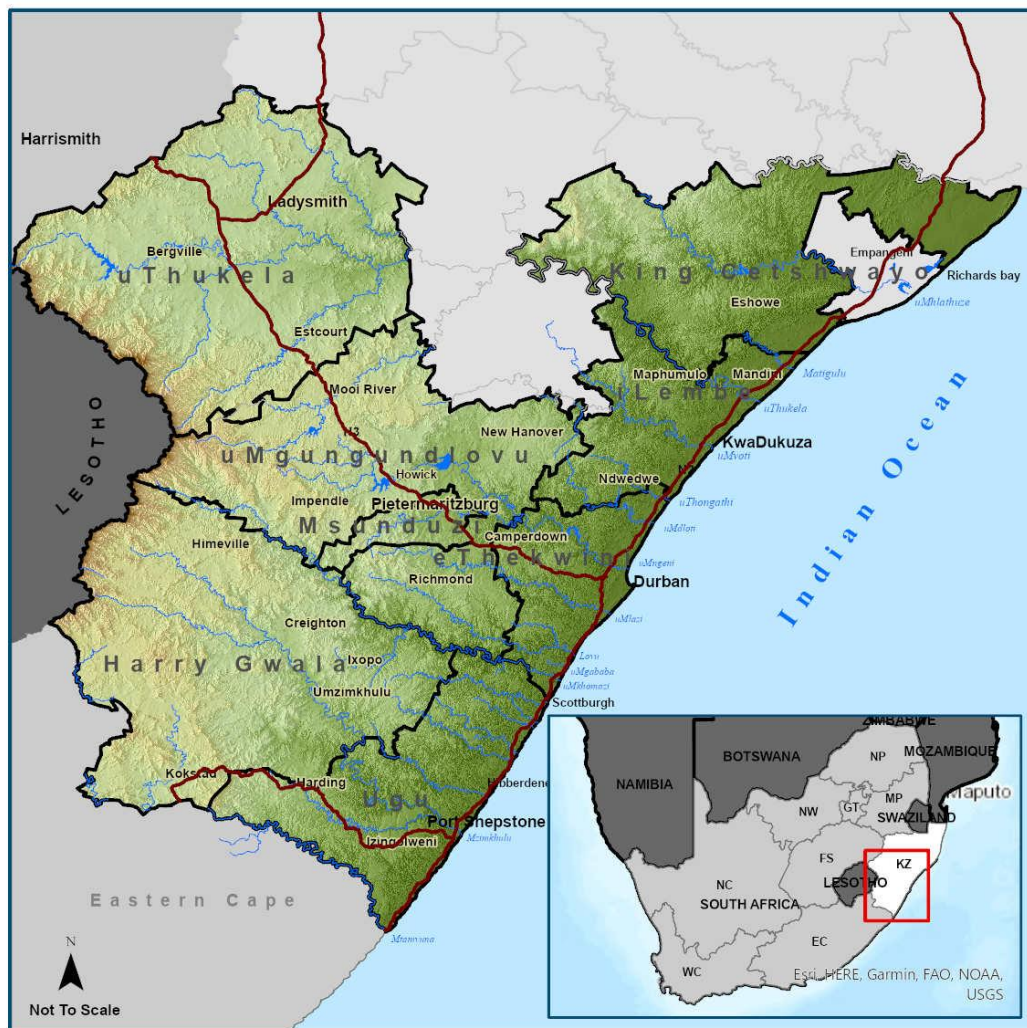 Harrismith
Ladysmith
Bergville
uThukela
Empangeni
King Cetshwayo
Richards bay
Eshowe
uMhlathuze
Estcourt
LESOTHO
Mooi River
Maphumulo
Mandini
Matigulu
iLembe
uThukela
New Hanover
KwaDukuza
uMgungundlovu
uMvoti
Howick
Ndwedwe
Impendle
Pietermaritzburg
uThongathi
Msunduzi
Himeville
Camperdown
uMdloti
eThekwini
uMngeni
Richmond
Durban
Creighton
uMlazi
Harry Gwala
Ixopo
Lovu
uMgababa
uMkhomazi
Umzimkhulu
Scottburgh
Kokstad
Harding
Hibberdene
Ugu
Port Shepstone
Mzimkhulu
Izingolweni
Eastern Cape
Mtamvuna
Indian Ocean
N
Not To Scale
ZIMBABWE
BOTSWANA
MOZAMBIQUE
NAMIBIA
NP
Maputo
NW
GT
MP
SWAZILAND
FS
KZ
LESOTHO
NC
SOUTH AFRICA
EC
WC
Esri, HERE, Garmin, FAO, NOAA,
USGS